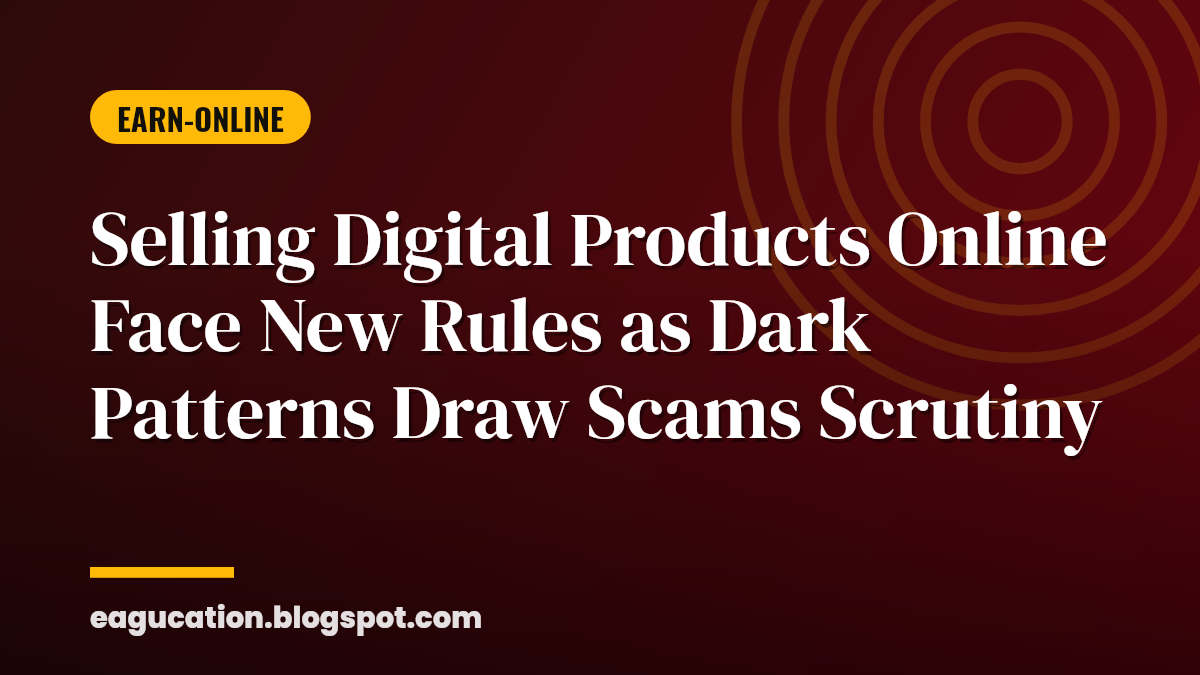 EARN-ONLINE
Selling Digital Products Online
Face New Rules as Dark
Patterns Draw Scams Scrutiny
eagucation.blogspot.com